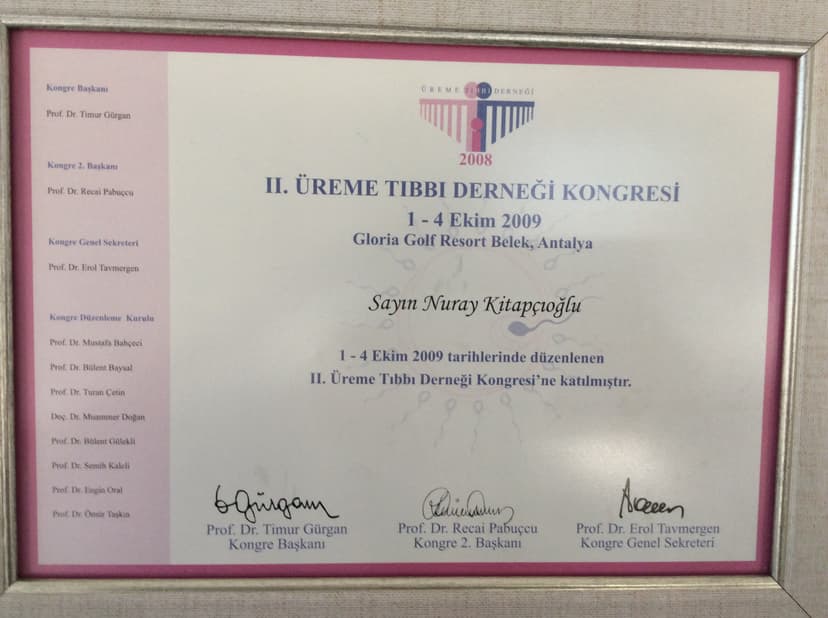 Kongre Başkanı
Prof. Dr. Timur Gürgan
Kongre 2. Başkanı
Prof. Dr. Recai Pabuçcu
Kongre Genel Sekreteri
Prof. Dr. Erol Tavmergen
Kongre Düzenleme Kurulu
Prof. Dr. Mustafa Bahçeci
Prof. Dr. Bülent Baysal
Prof. Dr. Turan Çetin
Doç. Dr. Muammer Doğan
Prof. Dr. Bülent Gülekli
Prof. Dr. Semih Kaleli
Prof. Dr. Engin Oral
Prof. Dr. Ömür Taşkın
ÜREME TIBBI DERNEĞİ
2008
II. ÜREME TIBBI DERNEĞİ KONGRESİ
1 - 4 Ekim 2009
Gloria Golf Resort Belek, Antalya
Sayın Nuray Kitapçıoğlu
1 - 4 Ekim 2009 tarihlerinde düzenlenen
II. Üreme Tıbbı Derneği Kongresi'ne katılmıştır.
Prof. Dr. Timur Gürgan
Kongre Başkanı
Prof. Dr. Recai Pabuçcu
Kongre 2. Başkanı
Prof. Dr. Erol Tavmergen
Kongre Genel Sekreteri